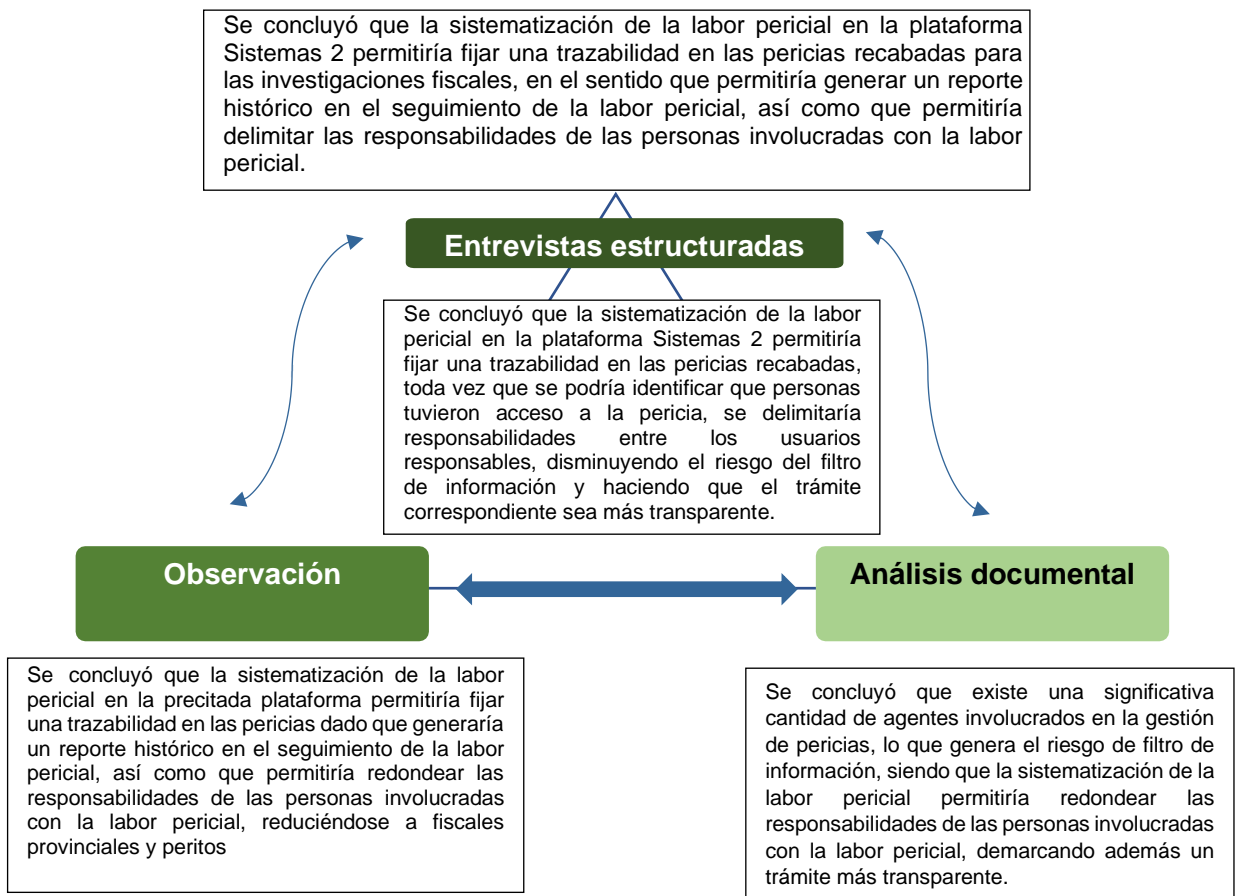 Se concluyó que la sistematización de la labor pericial en la plataforma
Sistemas 2 permitiría fijar una trazabilidad en las pericias recabadas para
las investigaciones fiscales, en el sentido que permitiría generar un reporte
histórico en el seguimiento de la labor pericial, así como que permitiría
delimitar las responsabilidades de las personas involucradas con la labor
pericial.
Entrevistas estructuradas
Se concluyó que la sistematización de la labor
pericial en la plataforma Sistemas 2 permitiría
fijar una trazabilidad en las pericias recabadas,
toda vez que se podría identificar que personas
tuvieron acceso a la pericia, se delimitaría
responsabilidades entre los usuarios
responsables, disminuyendo el riesgo del filtro
de información y haciendo que el trámite
correspondiente sea más transparente.
Observación
Se concluyó que la sistematización de la labor
pericial en la precitada plataforma permitiría fijar
una trazabilidad en las pericias dado que generaría
un reporte histórico en el seguimiento de la labor
pericial, así como que permitiría redondear las
responsabilidades de las personas involucradas
con la labor pericial, reduciéndose a fiscales
provinciales y peritos
Análisis documental
Se concluyó que existe una significativa
cantidad de agentes involucrados en la gestión
de pericias, lo que genera el riesgo de filtro de
información, siendo que la sistematización de la
labor pericial permitiría redondear las
responsabilidades de las personas involucradas
con la labor pericial, demarcando además un
trámite más transparente.